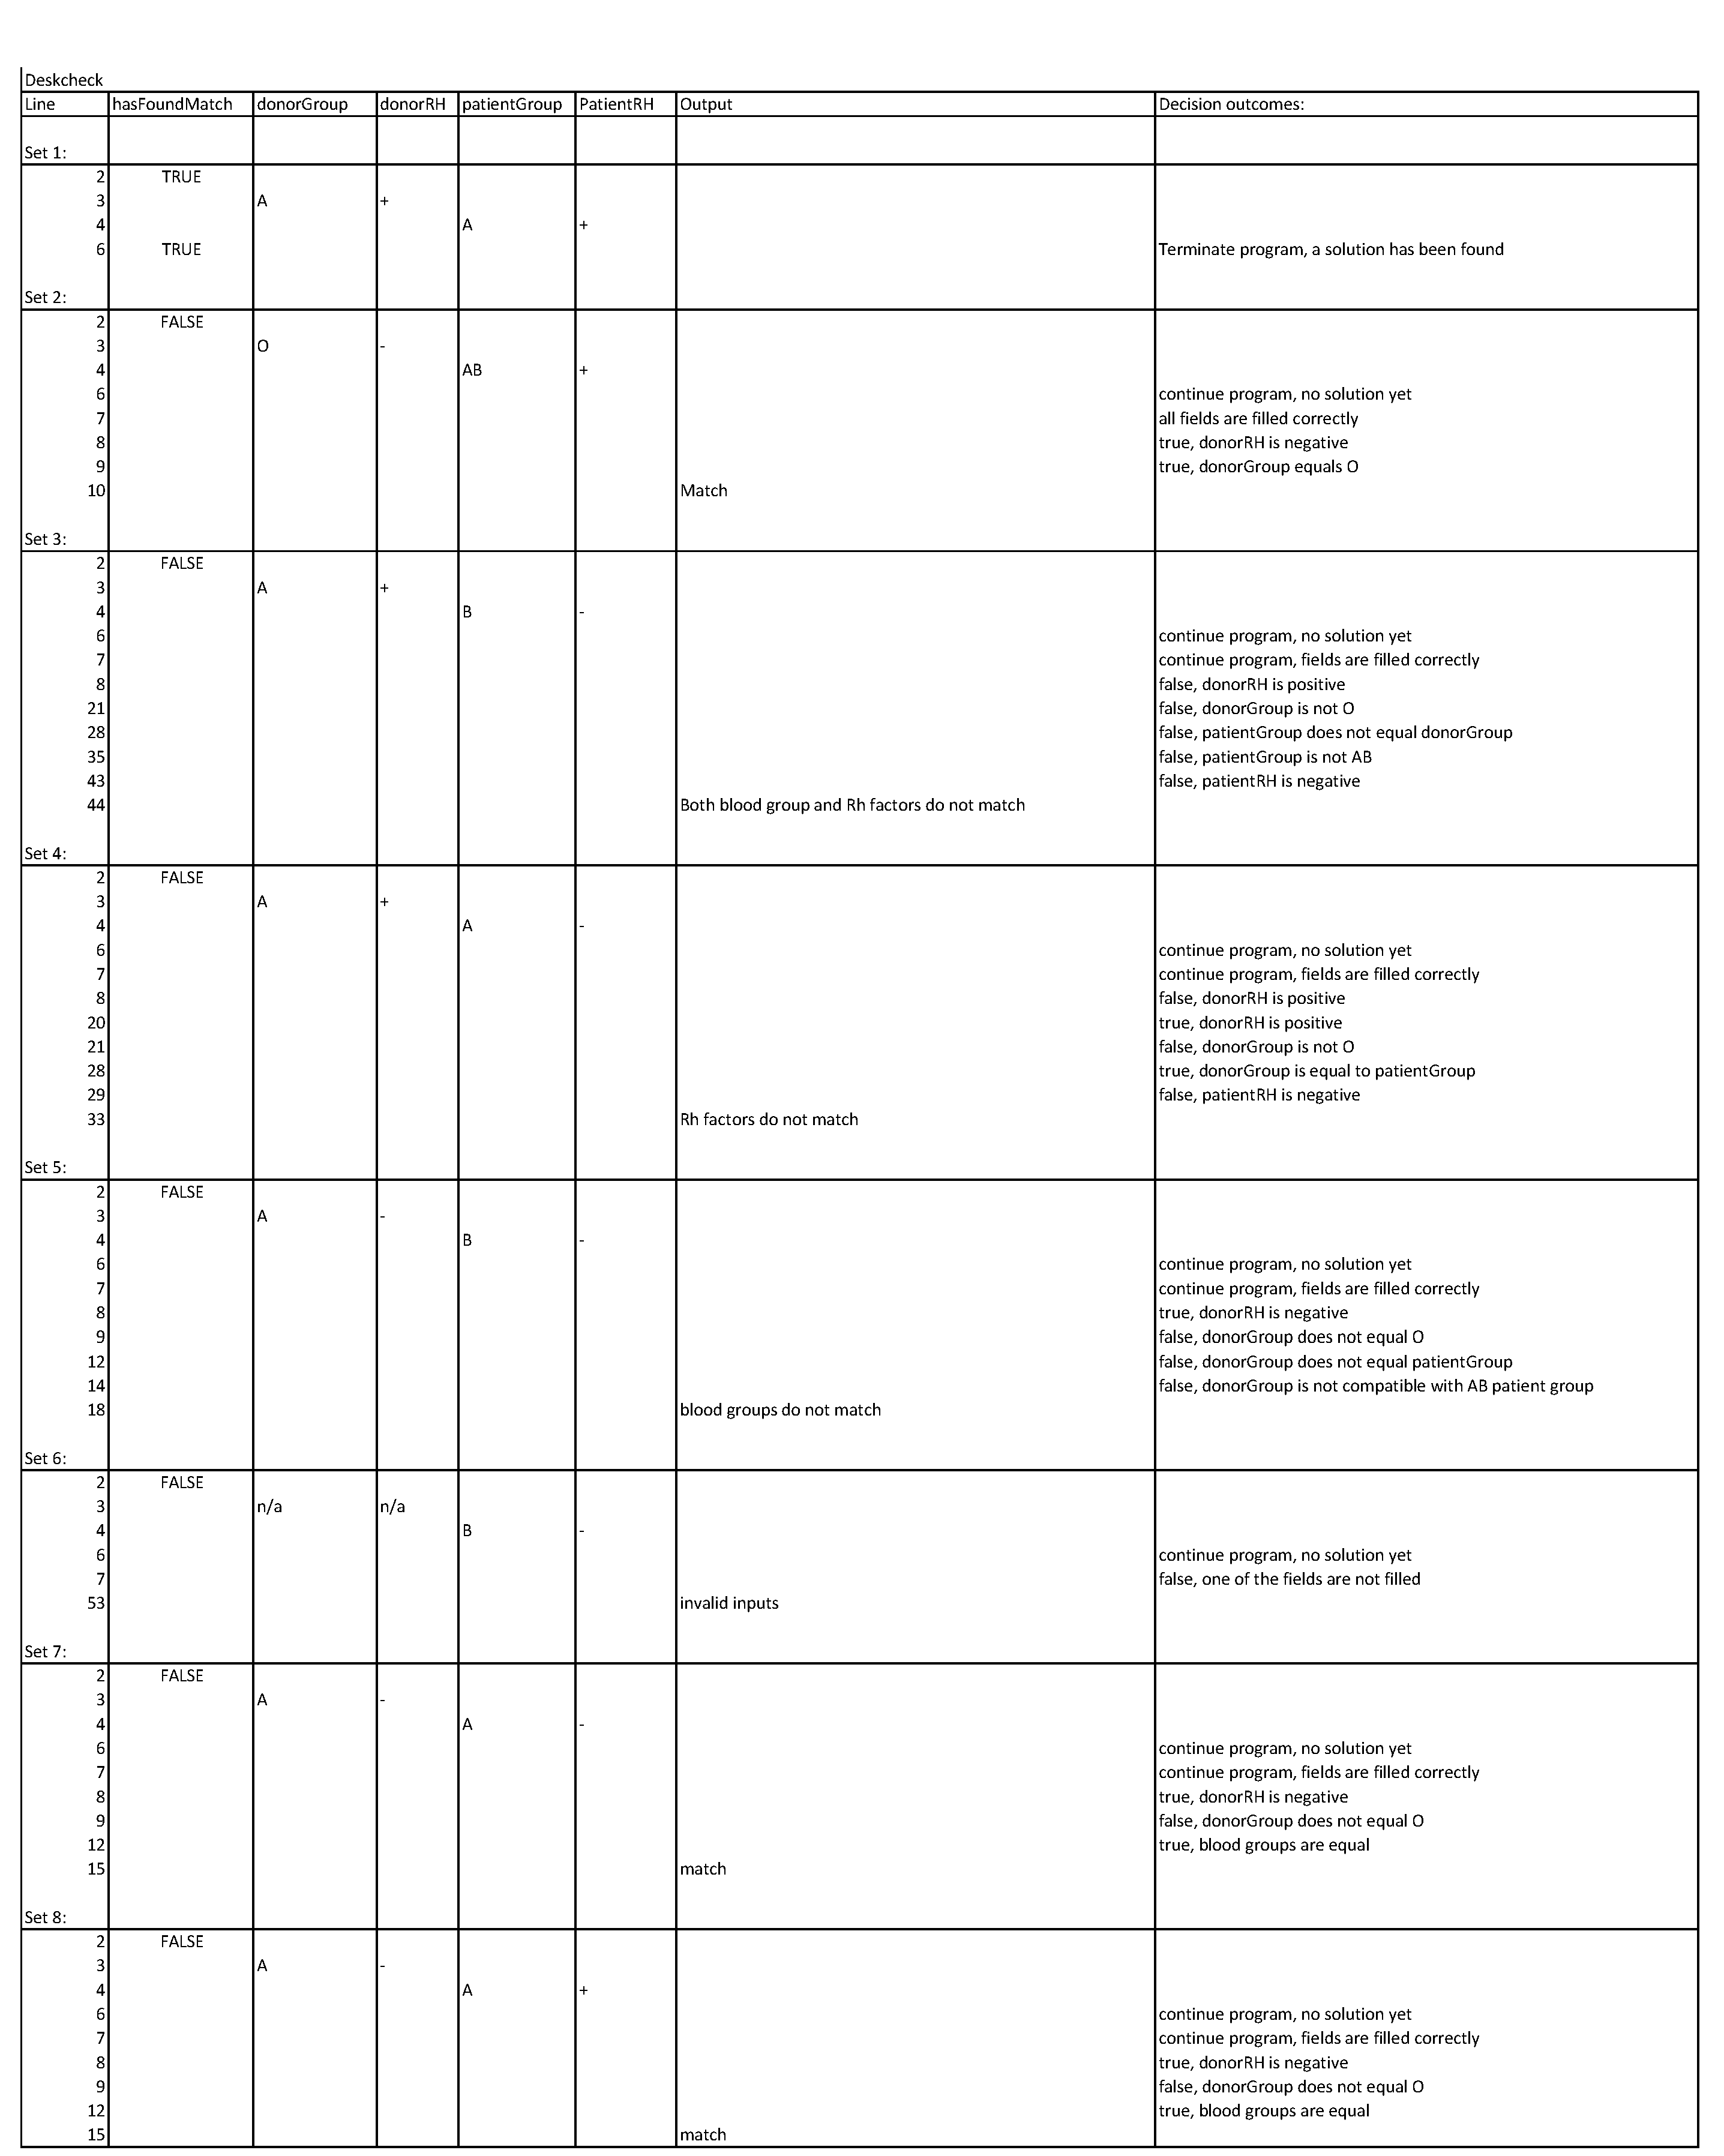 Deskcheck
Line hasFoundMatch donorGroup donorRH patientGroup PatientRH Output Decision outcomes:
Set 1:
2 TRUE
3 A +
4 A +
6 TRUE Terminate program, a solution has been found
Set 2:
2 FALSE
3 O -
4 AB +
6 continue program, no solution yet
7 all fields are filled correctly
8 true, donorRH is negative
9 true, donorGroup equals O
10 Match
Set 3:
2 FALSE
3 A +
4 B -
6 continue program, no solution yet
7 continue program, fields are filled correctly
8 false, donorRH is positive
21 false, donorGroup is not O
28 false, patientGroup does not equal donorGroup
35 false, patientGroup is not AB
43 false, patientRH is negative
44 Both blood group and Rh factors do not match
Set 4:
2 FALSE
3 A +
4 A -
6 continue program, no solution yet
7 continue program, fields are filled correctly
8 false, donorRH is positive
20 true, donorRH is positive
21 false, donorGroup is not O
28 true, donorGroup is equal to patientGroup
29 false, patientRH is negative
33 Rh factors do not match
Set 5:
2 FALSE
3 A -
4 B -
6 continue program, no solution yet
7 continue program, fields are filled correctly
8 true, donorRH is negative
9 false, donorGroup does not equal O
12 false, donorGroup does not equal patientGroup
14 false, donorGroup is not compatible with AB patient group
18 blood groups do not match
Set 6:
2 FALSE
3 n/a n/a
4 B -
6 continue program, no solution yet
7 false, one of the fields are not filled
53 invalid inputs
Set 7:
2 FALSE
3 A -
4 A -
6 continue program, no solution yet
7 continue program, fields are filled correctly
8 true, donorRH is negative
9 false, donorGroup does not equal O
12 true, blood groups are equal
15 match
Set 8:
2 FALSE
3 A -
4 A +
6 continue program, no solution yet
7 continue program, fields are filled correctly
8 true, donorRH is negative
9 false, donorGroup does not equal O
12 true, blood groups are equal
15 match